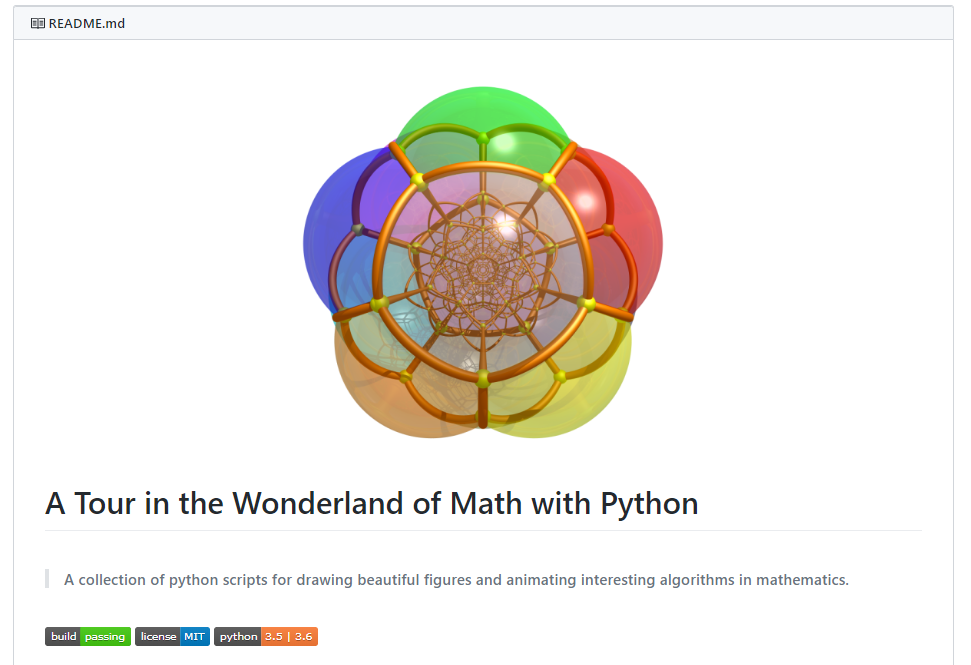 README.md
A Tour in the Wonderland of Math with Python
A collection of python scripts for drawing beautiful figures and animating interesting algorithms in mathematics.
build passing license MIT python 3.5 | 3.6